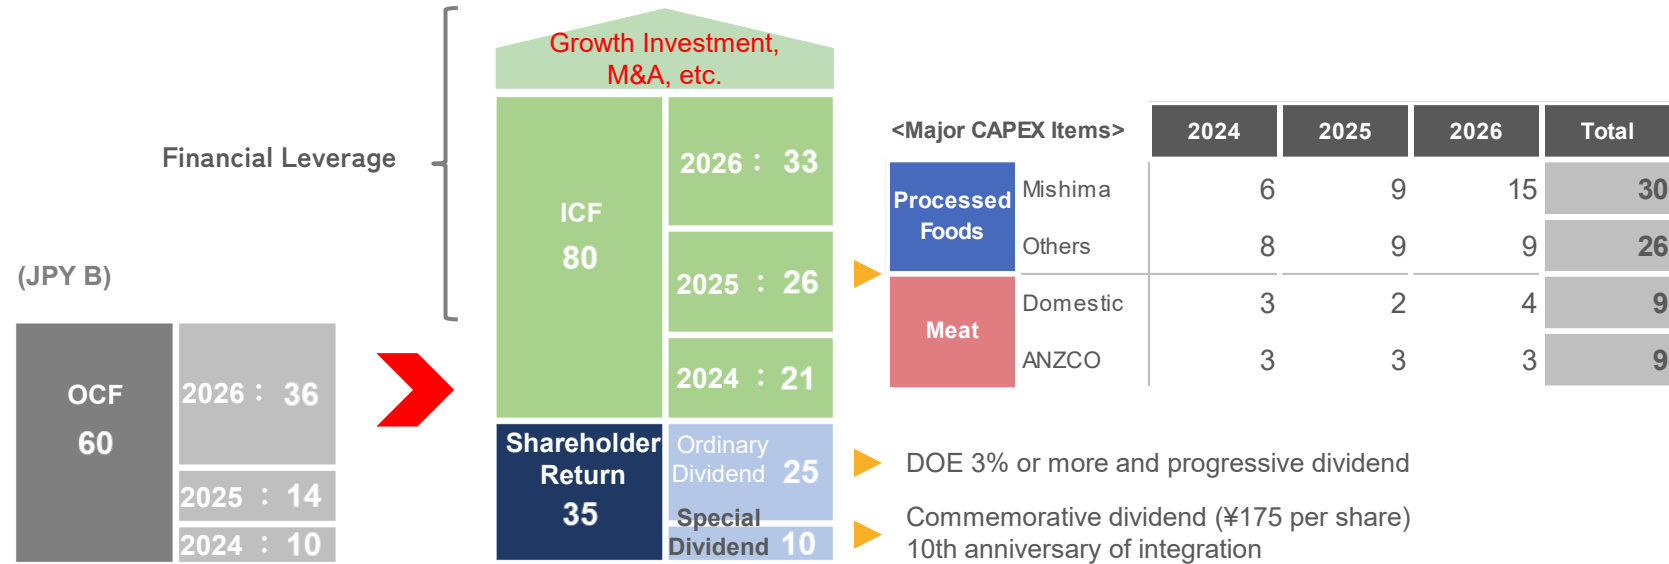 (JPY B)
OCF
60
2026 : 36
2025 : 14
2024 : 10
Financial Leverage
Growth Investment,
M&A, etc.
ICF
80
2026 : 33
2025 : 26
2024 : 21
Shareholder
Return
35
Ordinary
Dividend 25
Special
Dividend 10
<Major CAPEX Items> 2024 2025 2026 Total
Processed
Foods
Mishima 6 9 15 30
Others 8 9 9 26
Meat
Domestic 3 2 4 9
ANZCO 3 3 3 9
DOE 3% or more and progressive dividend
Commemorative dividend (¥175 per share)
10th anniversary of integration